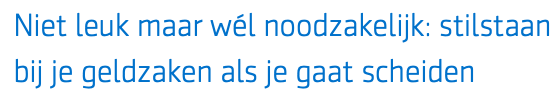 Niet leuk maar wél noodzakelijk: stilstaan
bij je geldzaken als je gaat scheiden